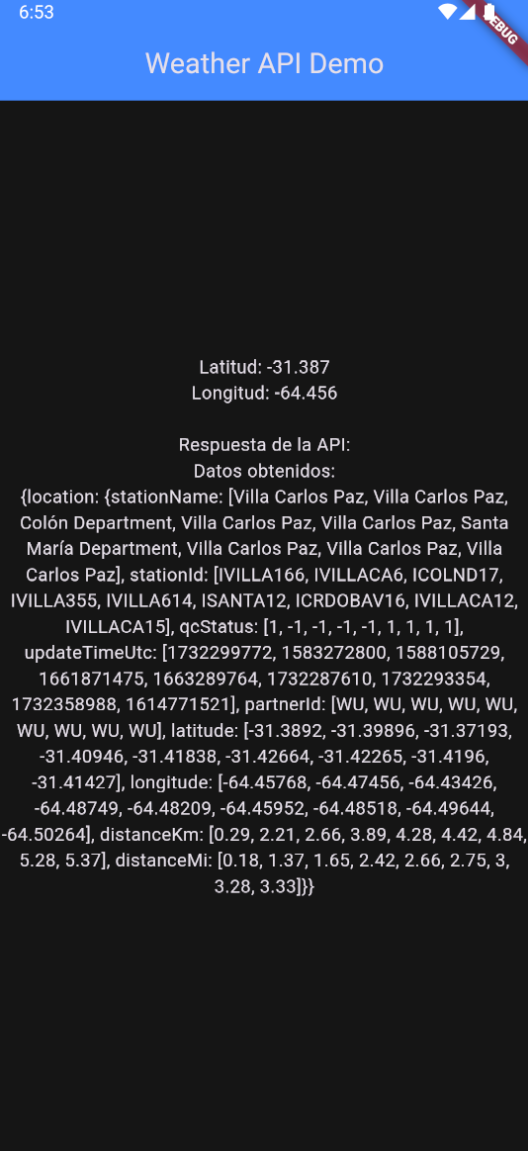 6:53
DEBUG
Weather API Demo
Latitud: -31.387
Longitud: -64.456
Respuesta de la API:
Datos obtenidos:
{location: {stationName: [Villa Carlos Paz, Villa Carlos Paz,
Colón Department, Villa Carlos Paz, Villa Carlos Paz, Santa
María Department, Villa Carlos Paz, Villa Carlos Paz, Villa
Carlos Paz], stationId: [IVILLA166, IVILLACA6, ICOLND17,
IVILLA355, IVILLA614, ISANTA12, ICRDOBAV16, IVILLACA12,
IVILLACA15], qcStatus: [1, -1, -1, -1, -1, 1, 1, 1, 1],
updateTimeUtc: [1732299772, 1583272800, 1588105729,
1661871475, 1663289764, 1732287610, 1732293354,
1732358988, 1614771521], partnerId: [WU, WU, WU, WU, WU,
WU, WU, WU, WU], latitude: [-31.3892, -31.39896, -31.37193,
-31.40946, -31.41838, -31.42664, -31.42265, -31.4196,
-31.41427], longitude: [-64.45768, -64.47456, -64.43426,
-64.48749, -64.48209, -64.45952, -64.48518, -64.49644,
-64.50264], distanceKm: [0.29, 2.21, 2.66, 3.89, 4.28, 4.42, 4.84,
5.28, 5.37], distanceMi: [0.18, 1.37, 1.65, 2.42, 2.66, 2.75, 3,
3.28, 3.33]}}